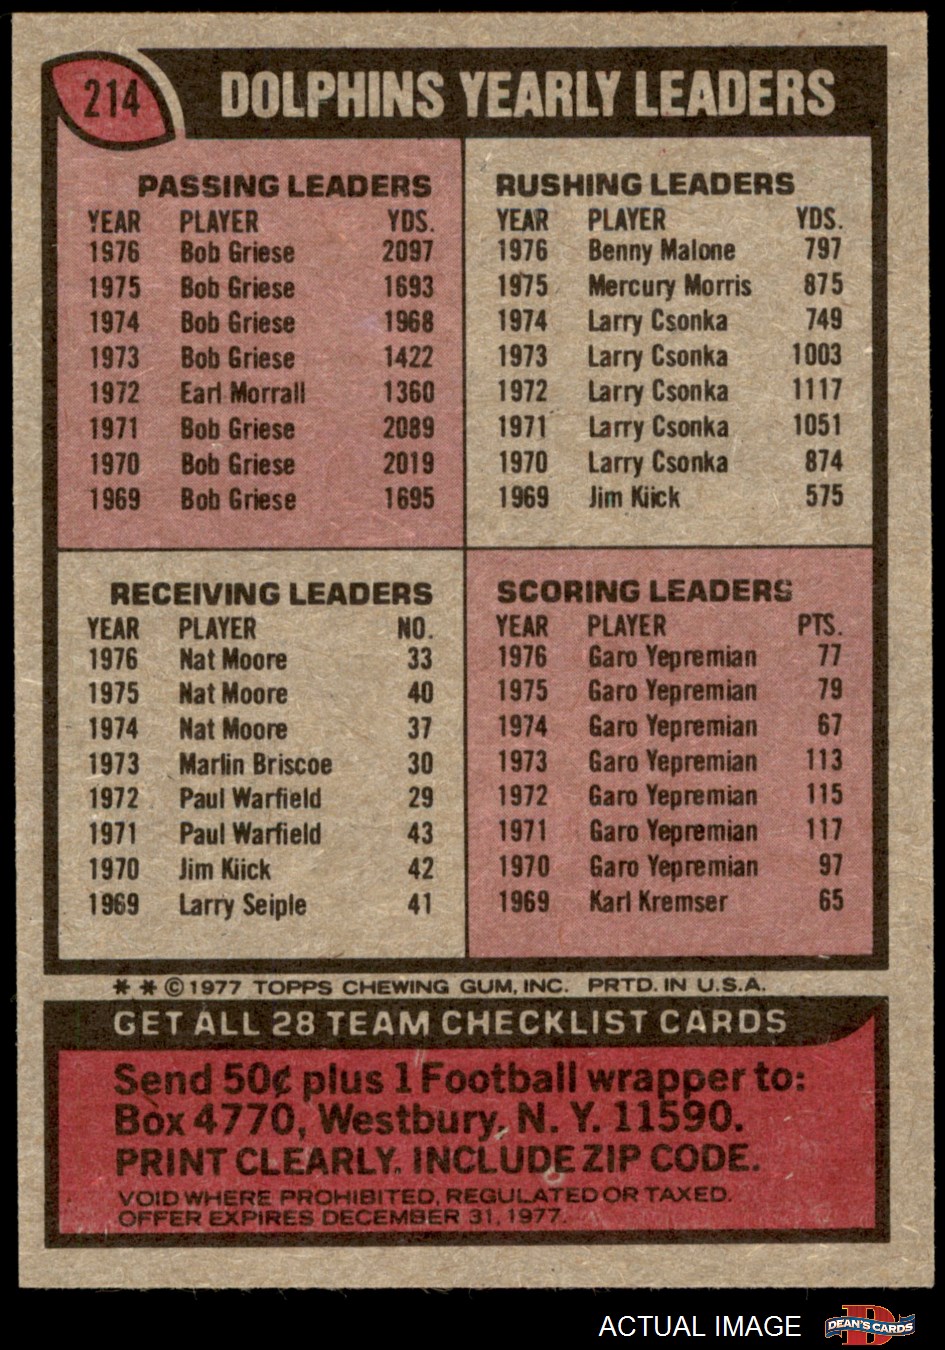 214
DOLPHINS YEARLY LEADERS
PASSING LEADERS
YEAR PLAYER YDS.
1976 Bob Griese 2097
1975 Bob Griese 1693
1974 Bob Griese 1968
1973 Bob Griese 1422
1972 Earl Morrall 1360
1971 Bob Griese 2089
1970 Bob Griese 2019
1969 Bob Griese 1695
RUSHING LEADERS
YEAR PLAYER YDS.
1976 Benny Malone 797
1975 Mercury Morris 875
1974 Larry Csonka 749
1973 Larry Csonka 1003
1972 Larry Csonka 1117
1971 Larry Csonka 1051
1970 Larry Csonka 874
1969 Jim Kiick 575
RECEIVING LEADERS
YEAR PLAYER NO.
1976 Nat Moore 33
1975 Nat Moore 40
1974 Nat Moore 37
1973 Marlin Briscoe 30
1972 Paul Warfield 29
1971 Paul Warfield 43
1970 Jim Kiick 42
1969 Larry Seiple 41
SCORING LEADERS
YEAR PLAYER PTS.
1976 Garo Yepremian 77
1975 Garo Yepremian 79
1974 Garo Yepremian 67
1973 Garo Yepremian 113
1972 Garo Yepremian 115
1971 Garo Yepremian 117
1970 Garo Yepremian 97
1969 Karl Kremser 65
* * © 1977 TOPPS CHEWING GUM, INC. PRTD. IN U.S.A.
GET ALL 28 TEAM CHECKLIST CARDS
Send 50¢ plus 1 Football wrapper to:
Box 4770, Westbury, N. Y. 11590.
PRINT CLEARLY. INCLUDE ZIP CODE.
VOID WHERE PROHIBITED, REGULATED OR TAXED.
OFFER EXPIRES DECEMBER 31, 1977.
ACTUAL IMAGE
D
DEAN'S CARDS